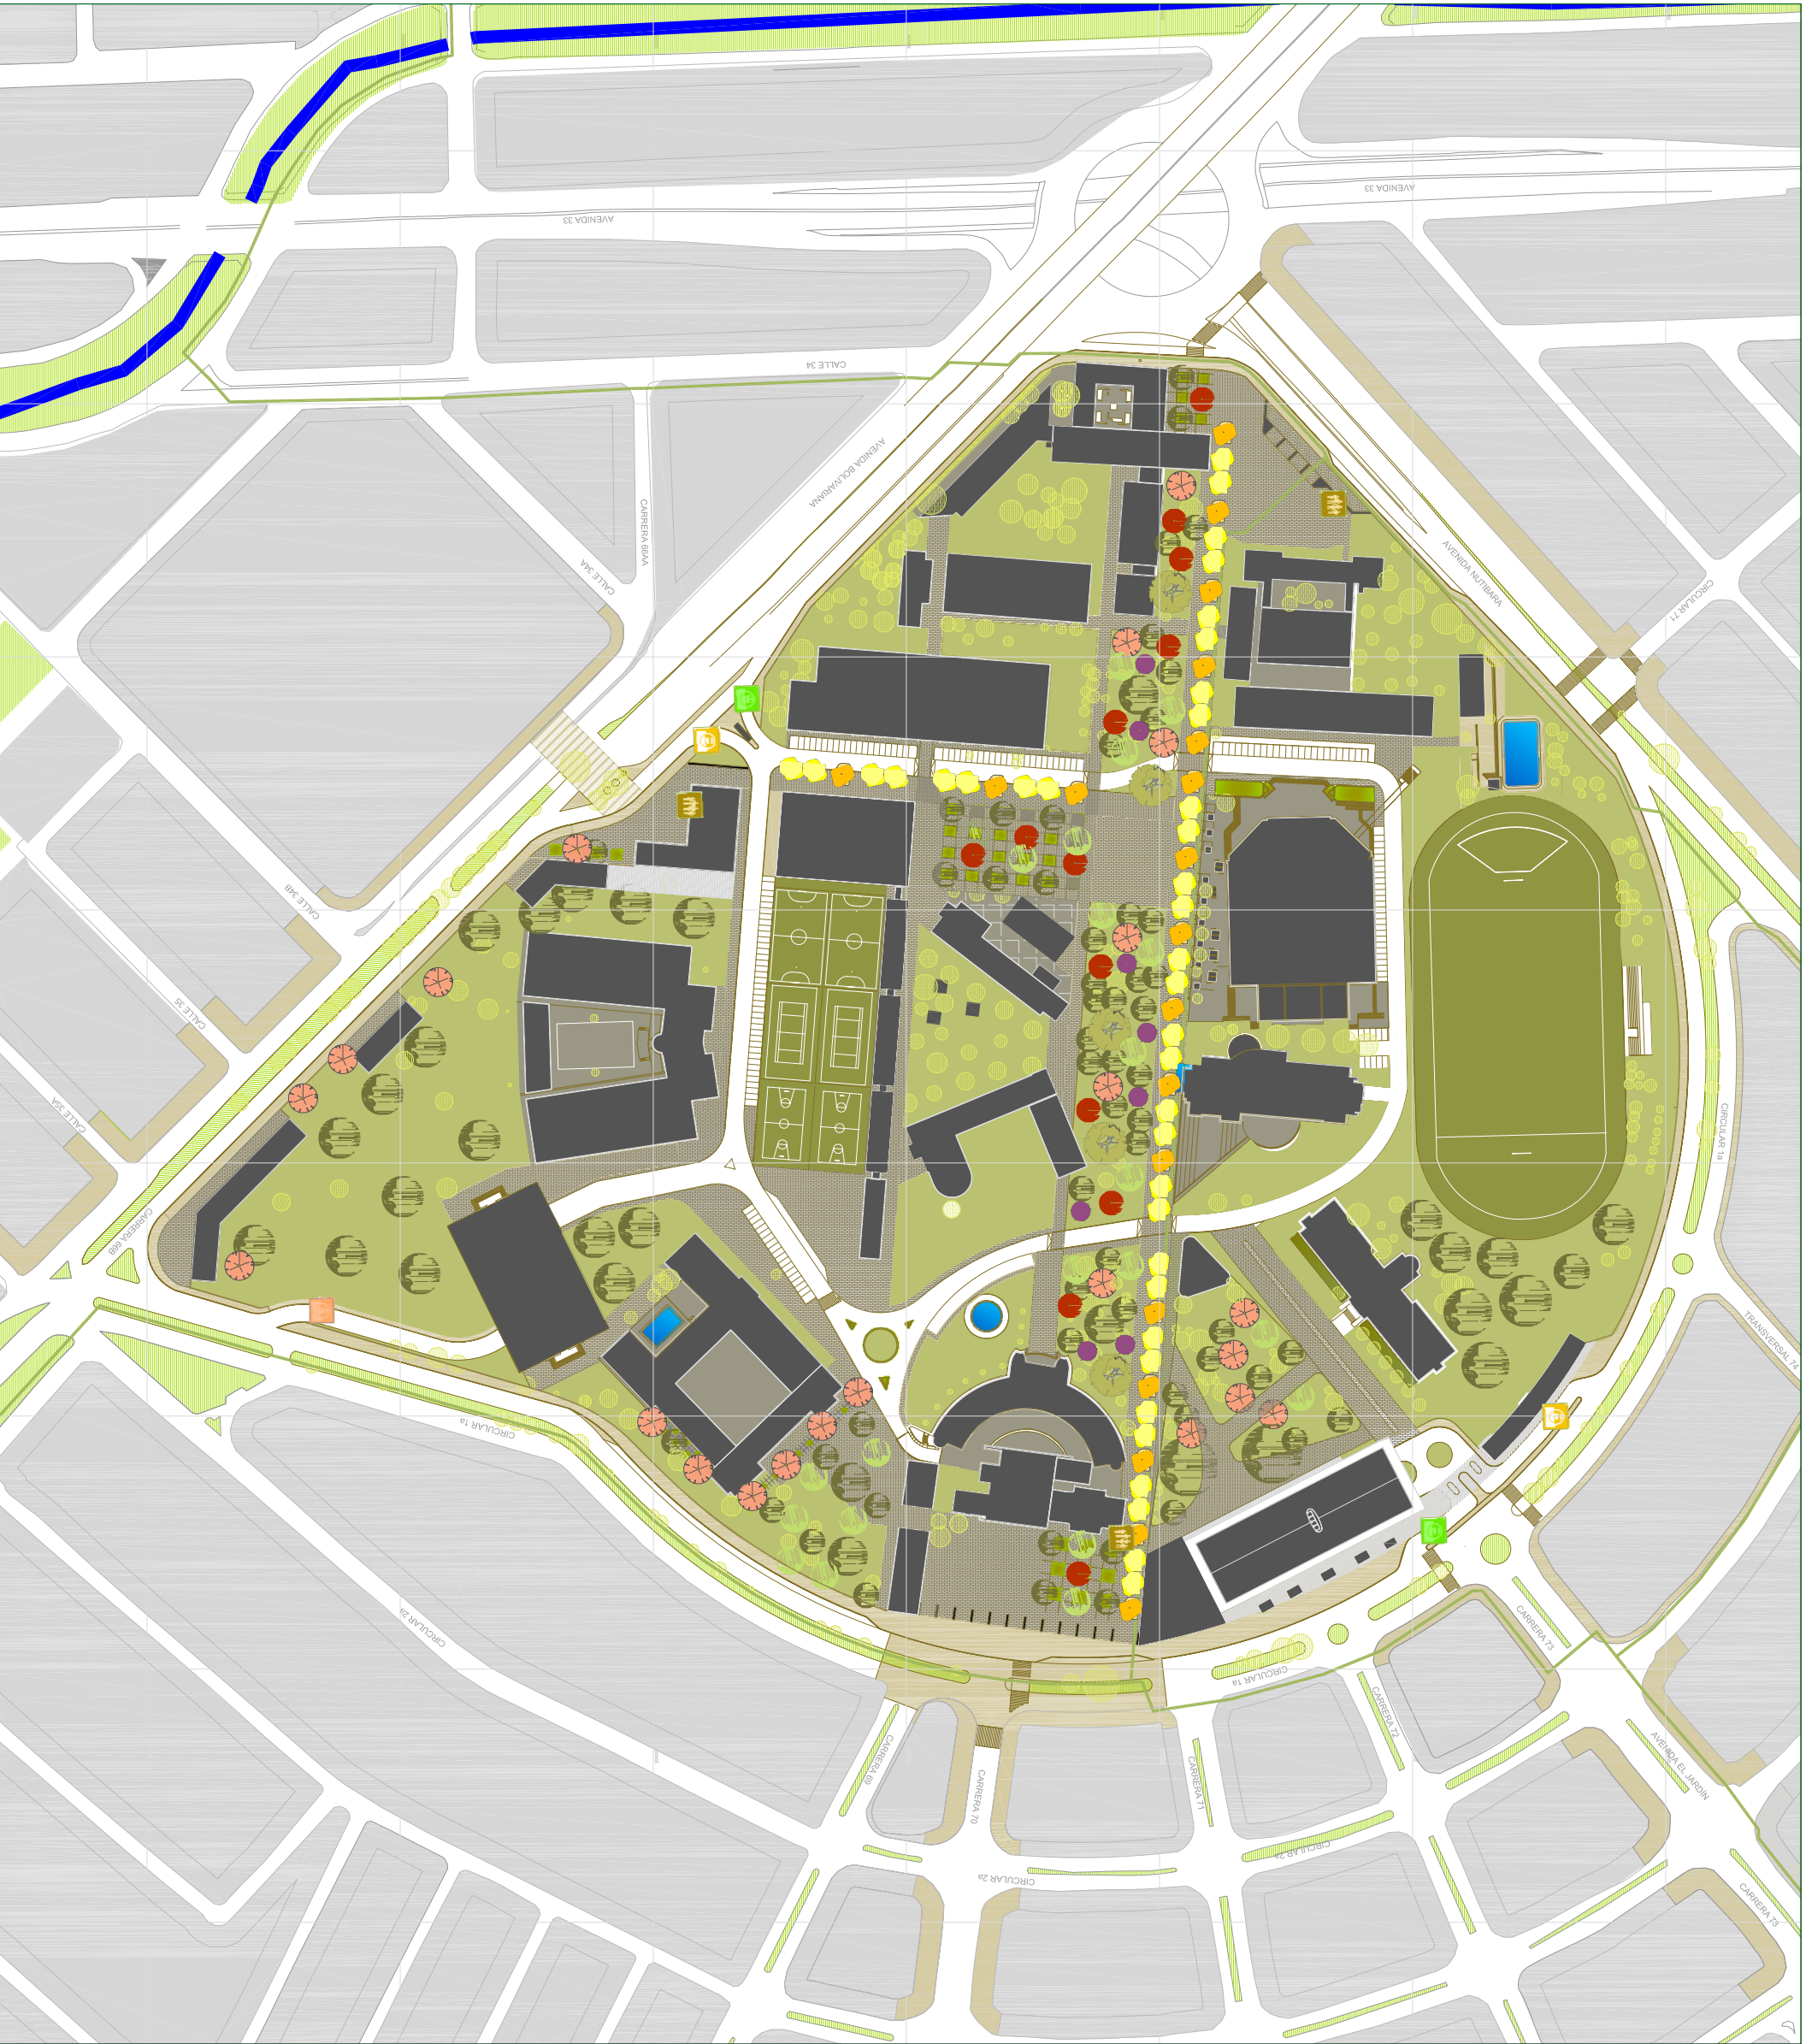 AVENIDA 33
AVENIDA 33
CALLE 34
AVENIDA BOLIVARIANA
CARRERA 66AA
CALLE 34A
AVENIDA NUTIBARA
CIRCULAR 71
CALLE 34B
CALLE 35
CALLE 35A
CIRCULAR 1a
CARRERA 66B
TRANSVERSAL 74
CIRCULAR 1a
CIRCULAR 2a
CARRERA 73
CIRCULAR 1a
CARRERA 72
CARRERA 69
CARRERA 70
CARRERA 71
AVENIDA EL JARDÍN
CIRCULAR 2a
CIRCULAR 2a
CARRERA 73